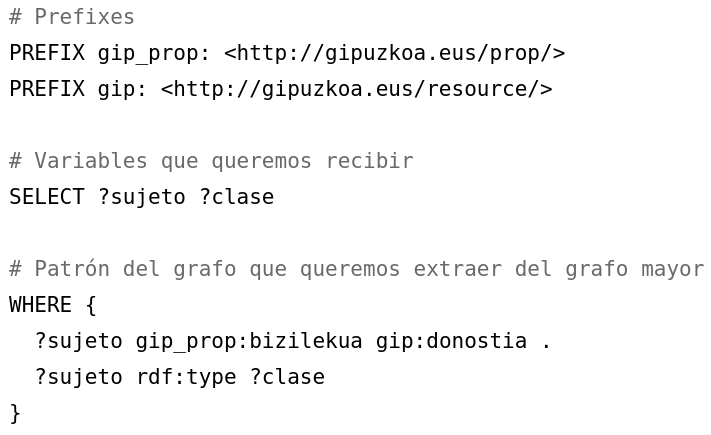 # Prefixes
PREFIX gip_prop: <http://gipuzkoa.eus/prop/>
PREFIX gip: <http://gipuzkoa.eus/resource/>
# Variables que queremos recibir
SELECT ?sujeto ?clase
# Patrón del grafo que queremos extraer del grafo mayor
WHERE {
  ?sujeto gip_prop:bizilekua gip:donostia .
  ?sujeto rdf:type ?clase
}